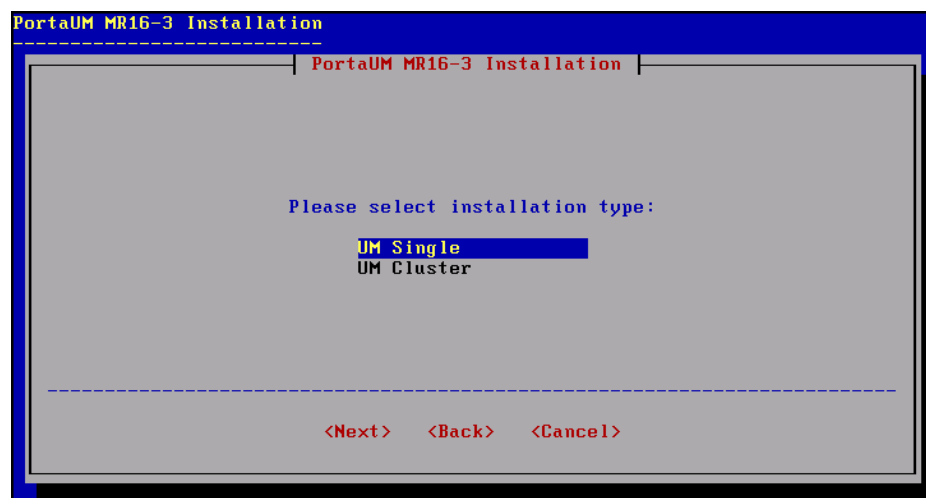 PortaUM MR16-3 Installation
PortaUM MR16-3 Installation
Please select installation type:
UM Single
UM Cluster
<Next> <Back> <Cancel>